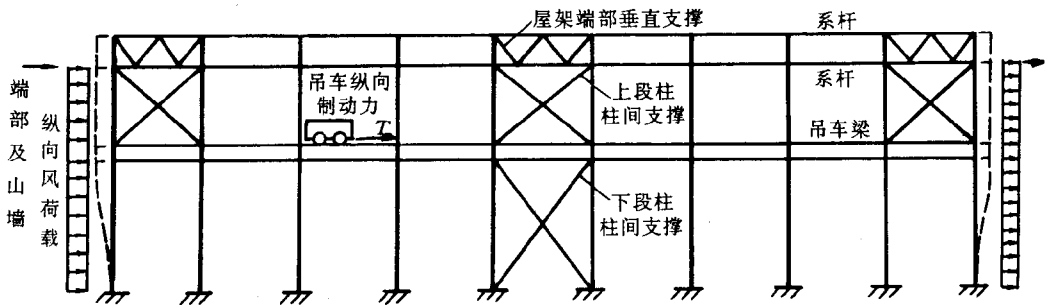 屋架端部垂直支撑
系杆
系杆
吊车纵向
制动力
T
上段柱
柱间支撑
吊车梁
下段柱
柱间支撑
端部及山墙
纵向风荷载